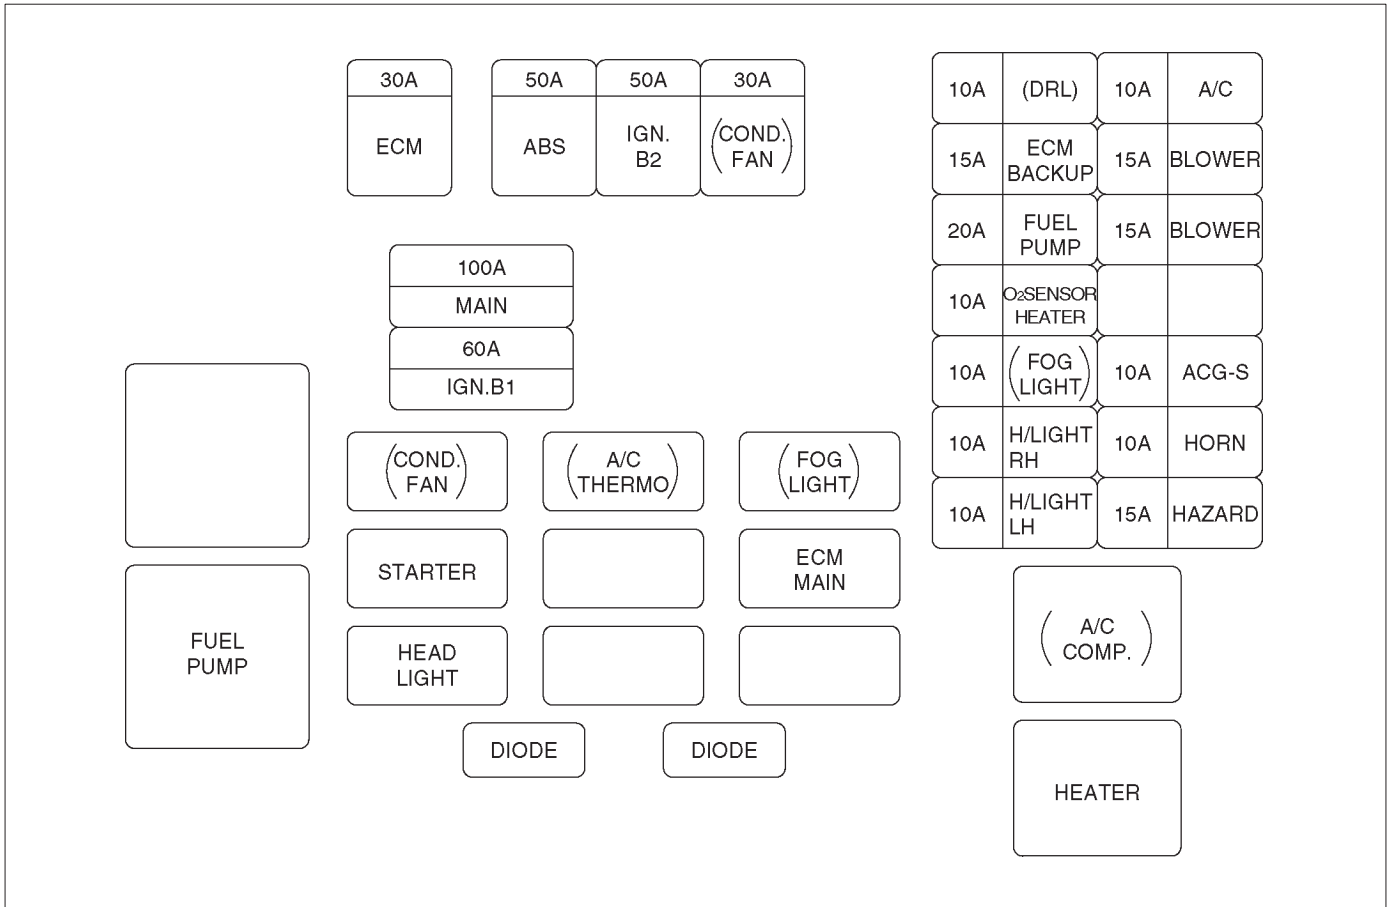 30A
ECM
50A
ABS
50A
IGN.
B2
30A
(COND.
FAN)
100A
MAIN
60A
IGN.B1
(COND.
FAN)
(A/C
THERMO)
(FOG
LIGHT)
STARTER
ECM
MAIN
FUEL
PUMP
HEAD
LIGHT
DIODE
DIODE
10A
(DRL)
10A
A/C
15A
ECM
BACKUP
15A
BLOWER
20A
FUEL
PUMP
15A
BLOWER
10A
O2SENSOR
HEATER
10A
(FOG
LIGHT)
10A
ACG-S
10A
H/LIGHT
RH
10A
HORN
10A
H/LIGHT
LH
15A
HAZARD
(A/C
COMP.)
HEATER